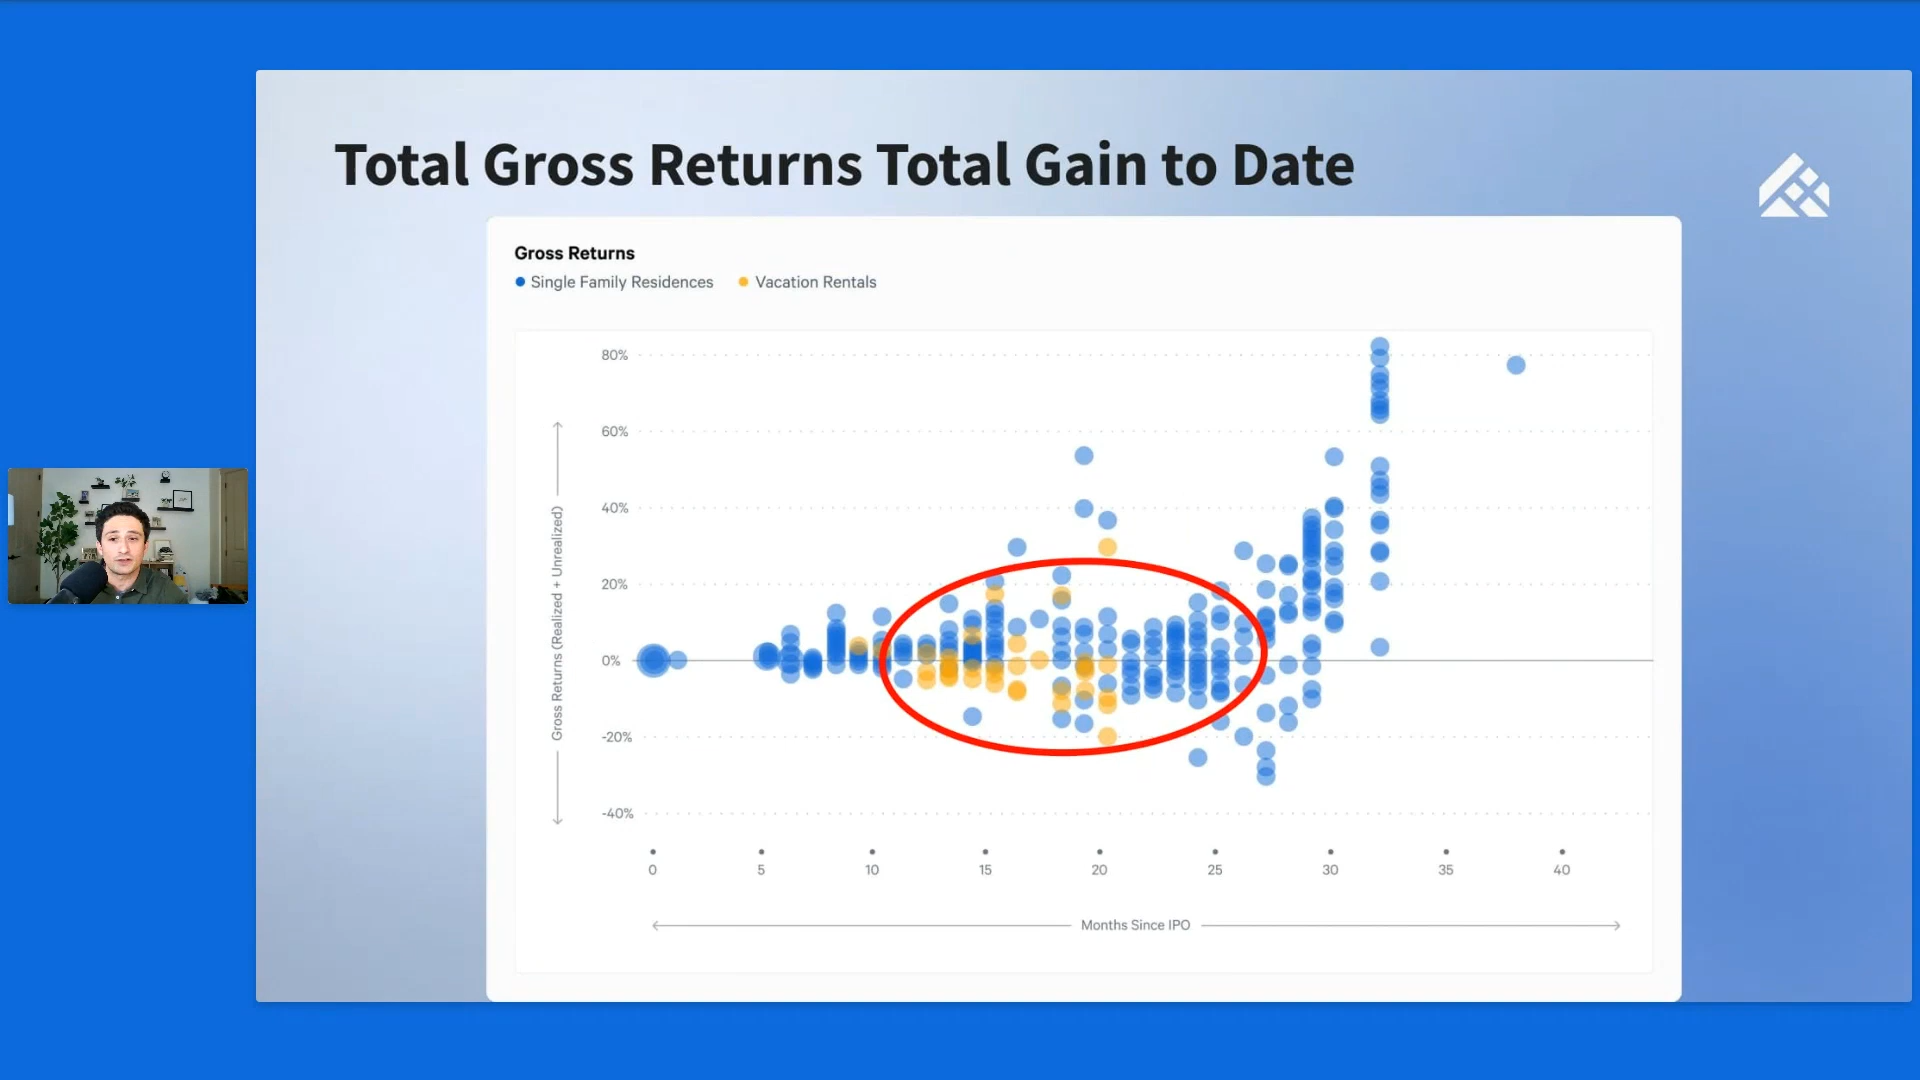 Total Gross Returns Total Gain to Date
Gross Returns
Single Family Residences Vacation Rentals
80%
60%
40%
20%
0%
-20%
-40%
Gross Returns (Realized + Unrealized)
0 5 10 15 20 25 30 35 40
Months Since IPO